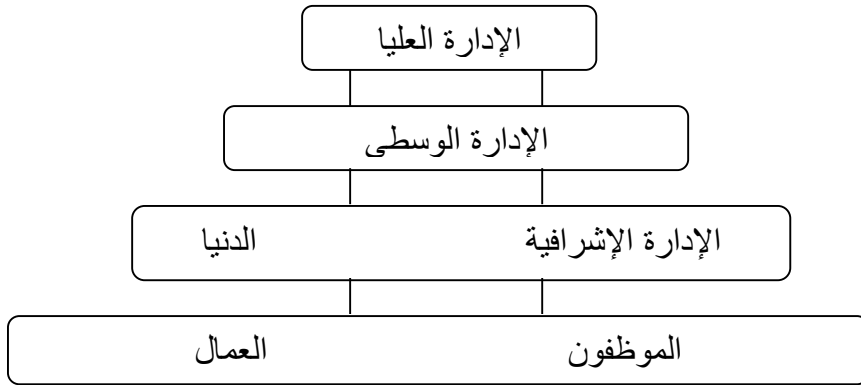 الإدارة العليا
الإدارة الوسطى
الإدارة الإشرافية الدنيا
الموظفون العمال